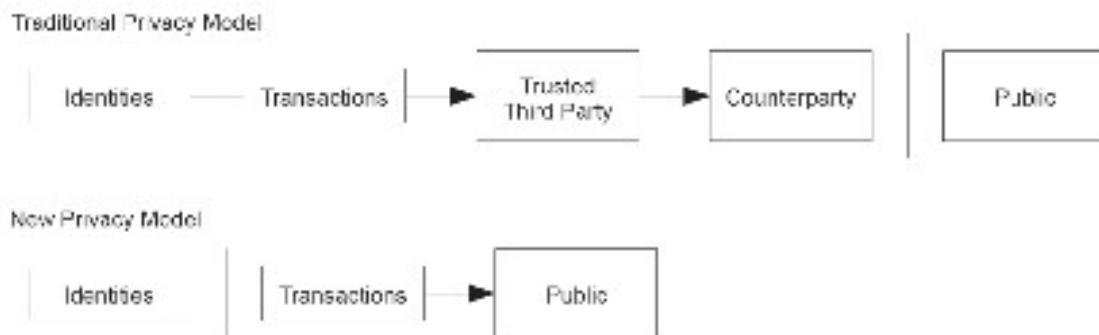 Traditional Privacy Model
Identities
Transactions
Trusted
Third Party
Counterparty
Public
New Privacy Model
Identities
Transactions
Public